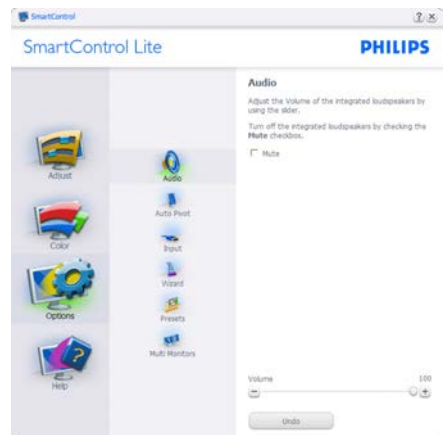 SmartControl
SmartControl Lite
PHILIPS
Adjust
Color
Options
Help
Audio
Auto Pivot
Input
Wizard
Presets
Multi Monitors
Audio
Adjust the Volume of the integrated loudspeakers by
using the slider.
Turn off the integrated loudspeakers by checking the
Mute checkbox.
Mute
Volume 100
Undo